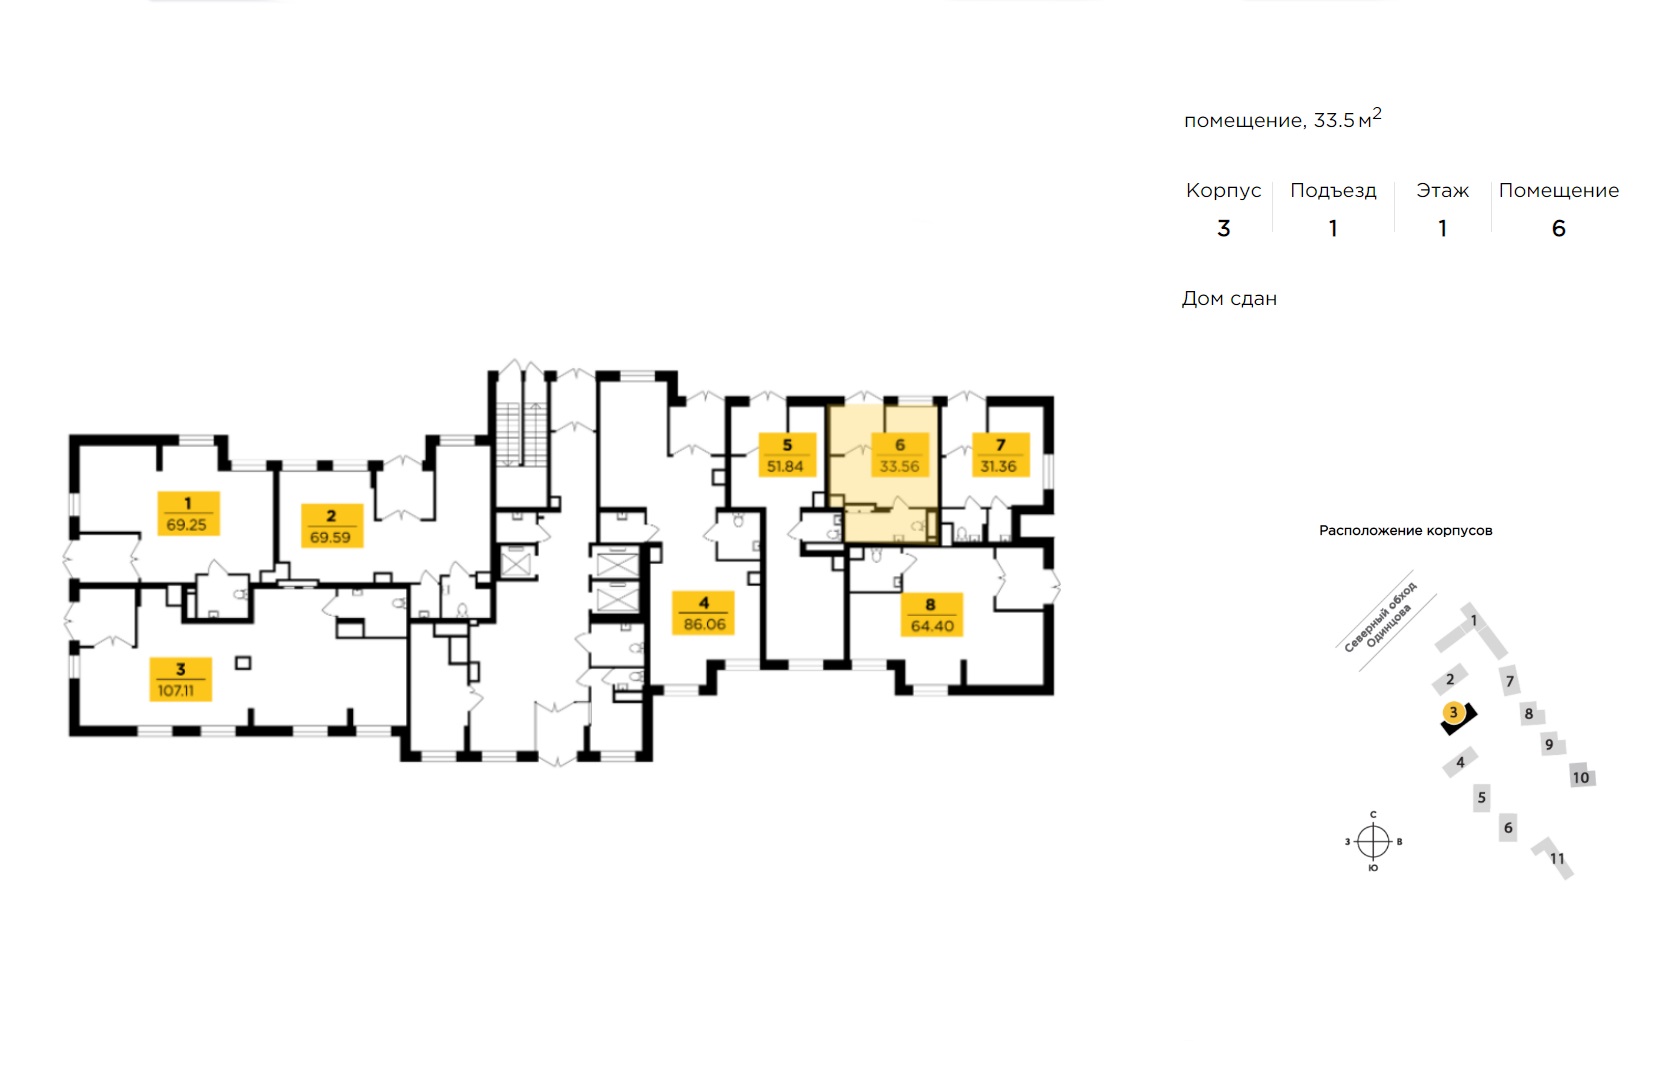 помещение, 33.5 м2
Корпус Подъезд Этаж Помещение
3 1 1 6
Дом сдан
1
69.25
2
69.59
3
107.11
4
86.06
5
51.84
6
33.56
7
31.36
8
64.40
Расположение корпусов
Северный обход
Одинцова
1
2
7
3
8
9
4
10
5
6
11
С
З В
Ю